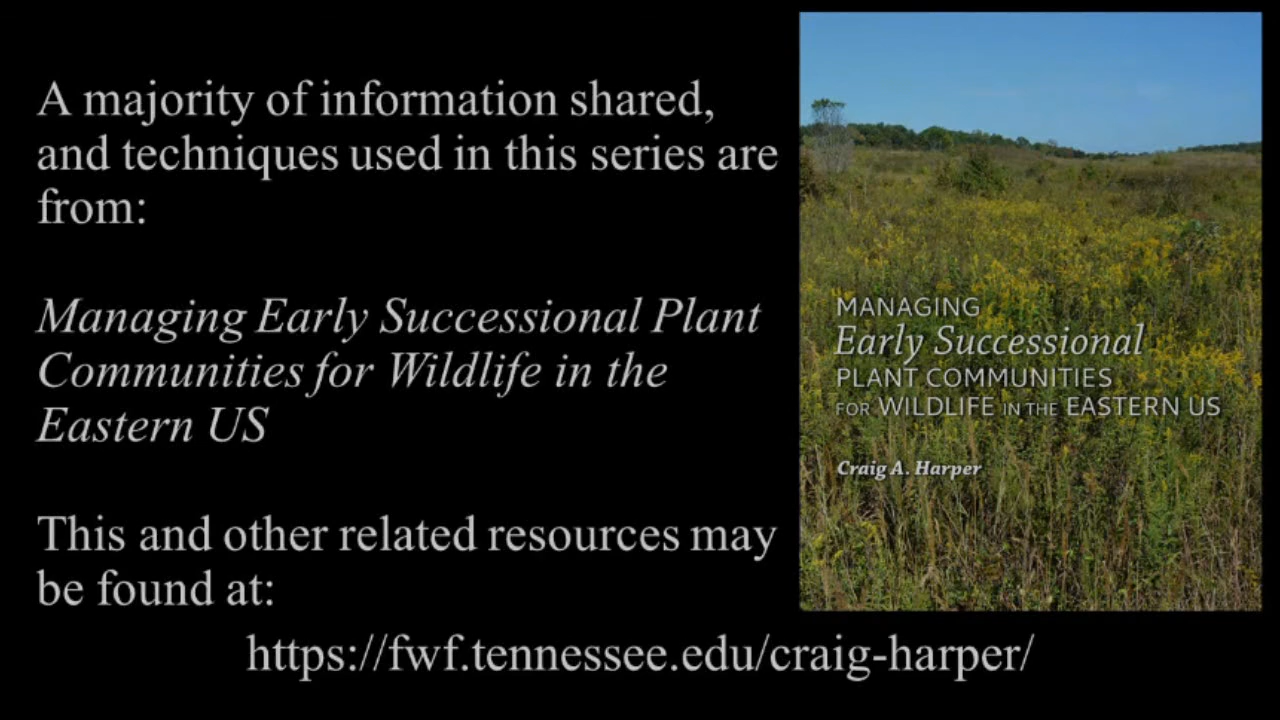 A majority of information shared,
and techniques used in this series are
from:
Managing Early Successional Plant
Communities for Wildlife in the
Eastern US
This and other related resources may
be found at:
https://fwf.tennessee.edu/craig-harper/
MANAGING
Early Successional
PLANT COMMUNITIES
FOR WILDLIFE IN THE EASTERN US
Craig A. Harper